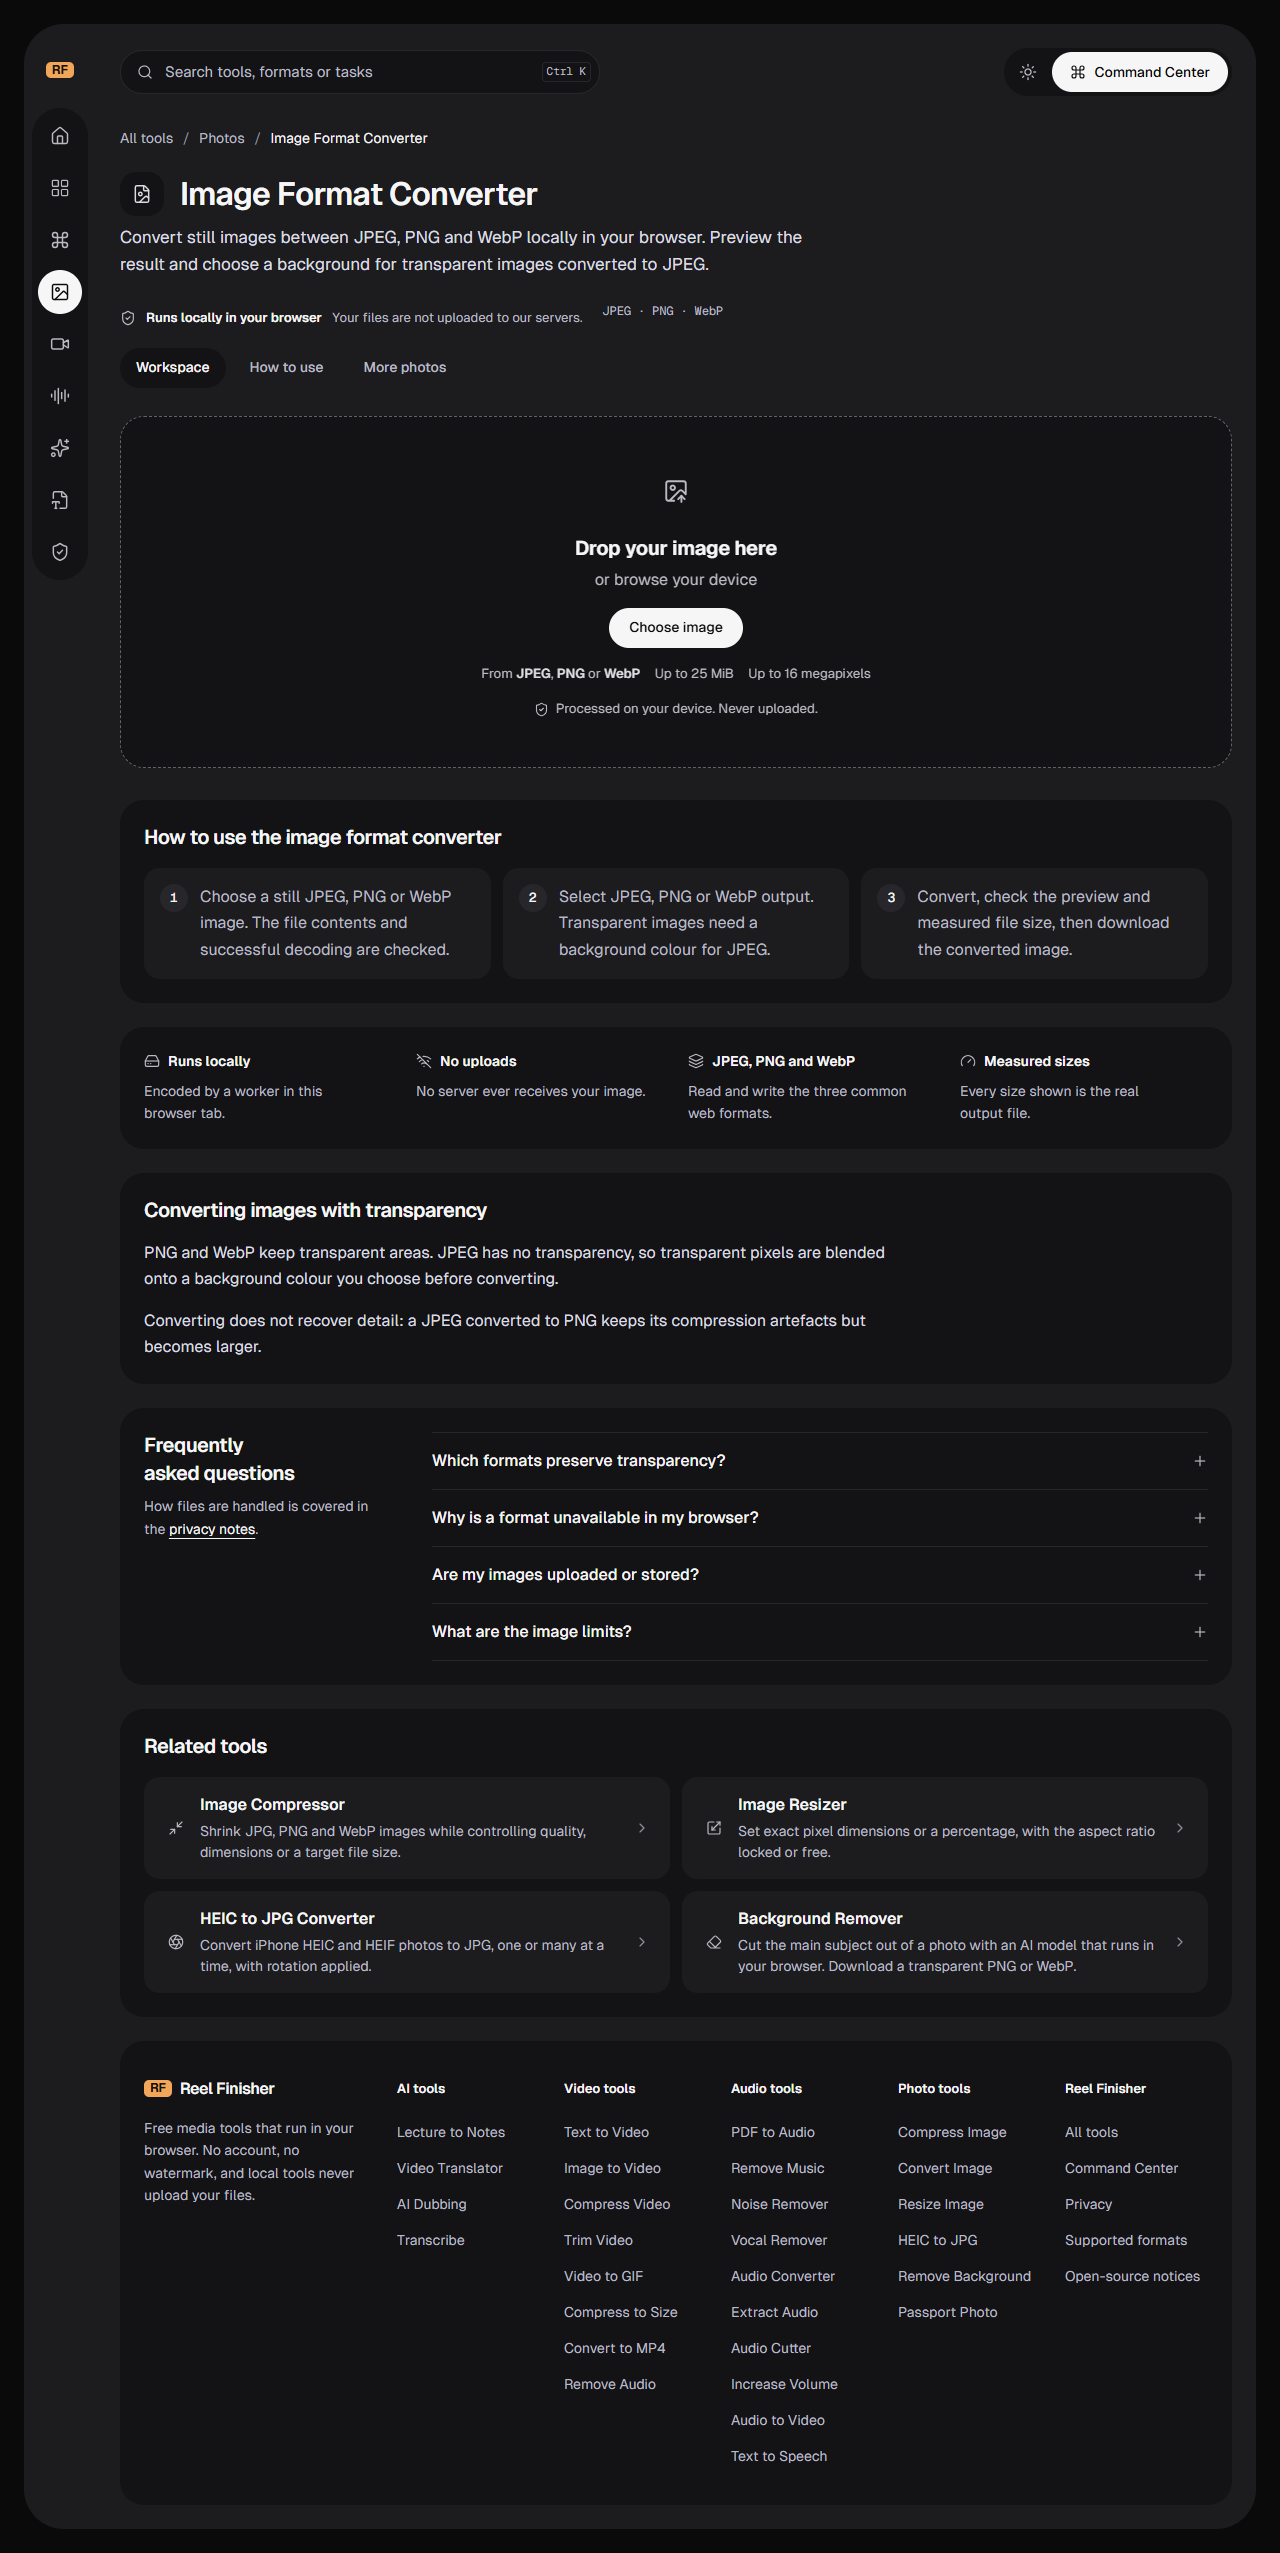 RF
Search tools, formats or tasks
Ctrl K
Command Center
All tools / Photos / Image Format Converter
Image Format Converter
Convert still images between JPEG, PNG and WebP locally in your browser. Preview the
result and choose a background for transparent images converted to JPEG.
Runs locally in your browser Your files are not uploaded to our servers.
JPEG · PNG · WebP
Workspace
How to use
More photos
Drop your image here
or browse your device
Choose image
From JPEG, PNG or WebP Up to 25 MiB Up to 16 megapixels
Processed on your device. Never uploaded.
How to use the image format converter
1
Choose a still JPEG, PNG or WebP
image. The file contents and
successful decoding are checked.
2
Select JPEG, PNG or WebP output.
Transparent images need a
background colour for JPEG.
3
Convert, check the preview and
measured file size, then download
the converted image.
Runs locally
Encoded by a worker in this
browser tab.
No uploads
No server ever receives your image.
JPEG, PNG and WebP
Read and write the three common
web formats.
Measured sizes
Every size shown is the real
output file.
Converting images with transparency
PNG and WebP keep transparent areas. JPEG has no transparency, so transparent pixels are blended
onto a background colour you choose before converting.
Converting does not recover detail: a JPEG converted to PNG keeps its compression artefacts but
becomes larger.
Frequently
asked questions
How files are handled is covered in
the privacy notes.
Which formats preserve transparency?
Why is a format unavailable in my browser?
Are my images uploaded or stored?
What are the image limits?
Related tools
Image Compressor
Shrink JPG, PNG and WebP images while controlling quality,
dimensions or a target file size.
Image Resizer
Set exact pixel dimensions or a percentage, with the aspect ratio
locked or free.
HEIC to JPG Converter
Convert iPhone HEIC and HEIF photos to JPG, one or many at a
time, with rotation applied.
Background Remover
Cut the main subject out of a photo with an AI model that runs in
your browser. Download a transparent PNG or WebP.
RF Reel Finisher
Free media tools that run in your
browser. No account, no
watermark, and local tools never
upload your files.
AI tools
Lecture to Notes
Video Translator
AI Dubbing
Transcribe
Video tools
Text to Video
Image to Video
Compress Video
Trim Video
Video to GIF
Compress to Size
Convert to MP4
Remove Audio
Audio tools
PDF to Audio
Remove Music
Noise Remover
Vocal Remover
Audio Converter
Extract Audio
Audio Cutter
Increase Volume
Audio to Video
Text to Speech
Photo tools
Compress Image
Convert Image
Resize Image
HEIC to JPG
Remove Background
Passport Photo
Reel Finisher
All tools
Command Center
Privacy
Supported formats
Open-source notices